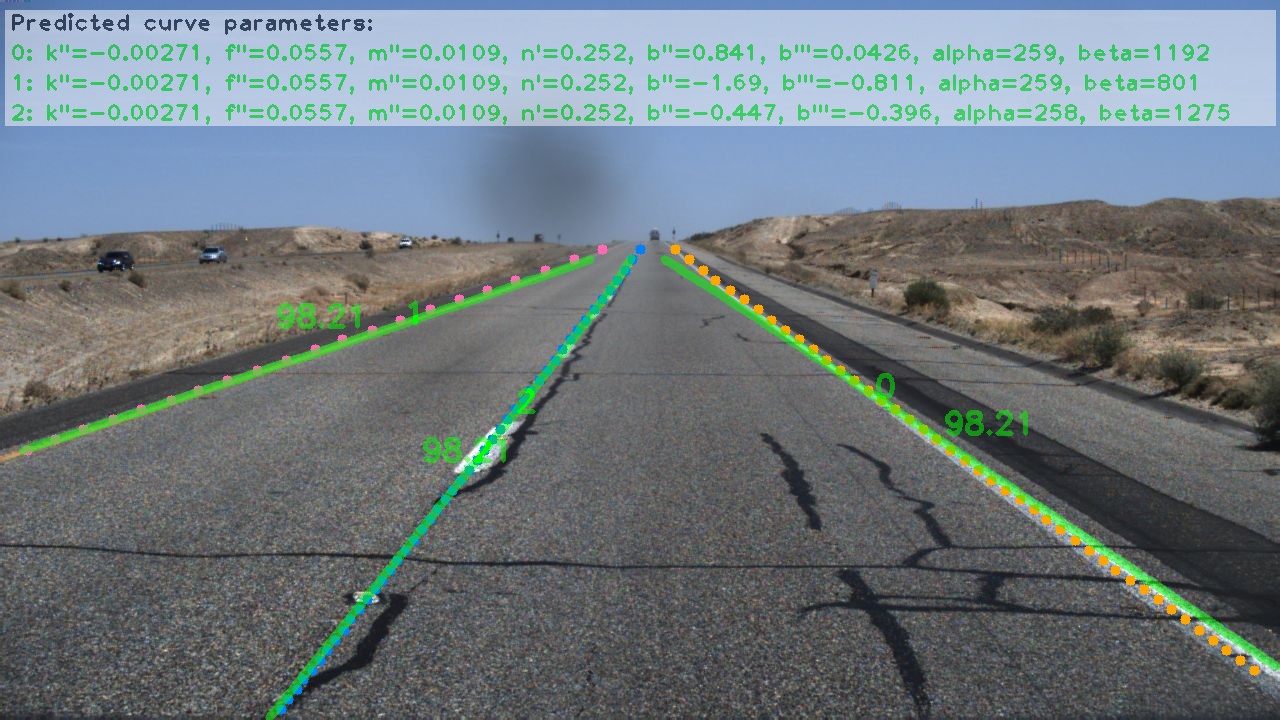 Predicted curve parameters:
0: k''=-0.00271, f''=0.0557, m''=0.0109, n'=0.252, b''=0.841, b'''=0.0426, alpha=259, beta=1192
1: k''=-0.00271, f''=0.0557, m''=0.0109, n'=0.252, b''=-1.69, b'''=-0.811, alpha=259, beta=801
2: k''=-0.00271, f''=0.0557, m''=0.0109, n'=0.252, b''=-0.447, b'''=-0.396, alpha=258, beta=1275
98.21 1
2 0
98.21 98.21